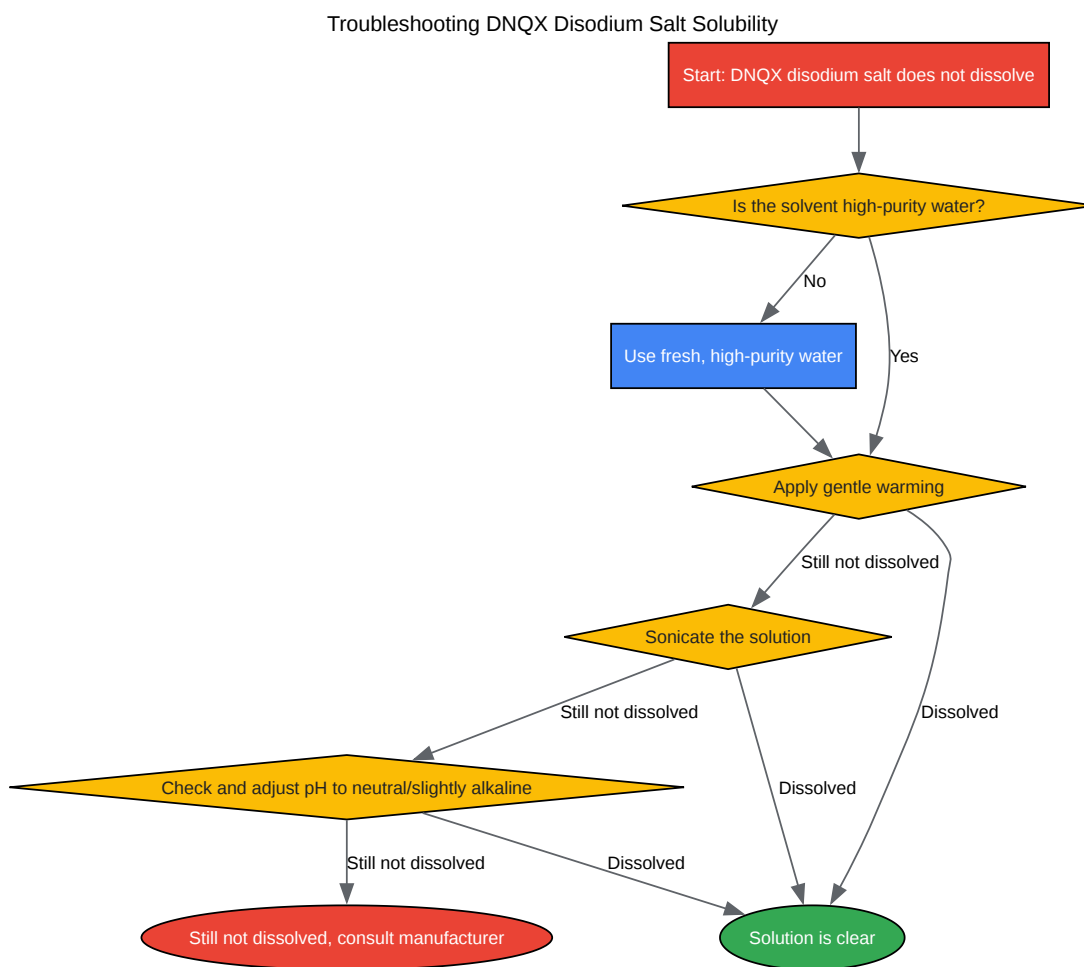 Troubleshooting DNQX Disodium Salt Solubility
Start: DNQX disodium salt does not dissolve
Is the solvent high-purity water?
No
Use fresh, high-purity water
Yes
Apply gentle warming
Still not dissolved
Sonicate the solution
Still not dissolved
Dissolved
Check and adjust pH to neutral/slightly alkaline
Dissolved
Still not dissolved
Dissolved
Still not dissolved, consult manufacturer
Solution is clear